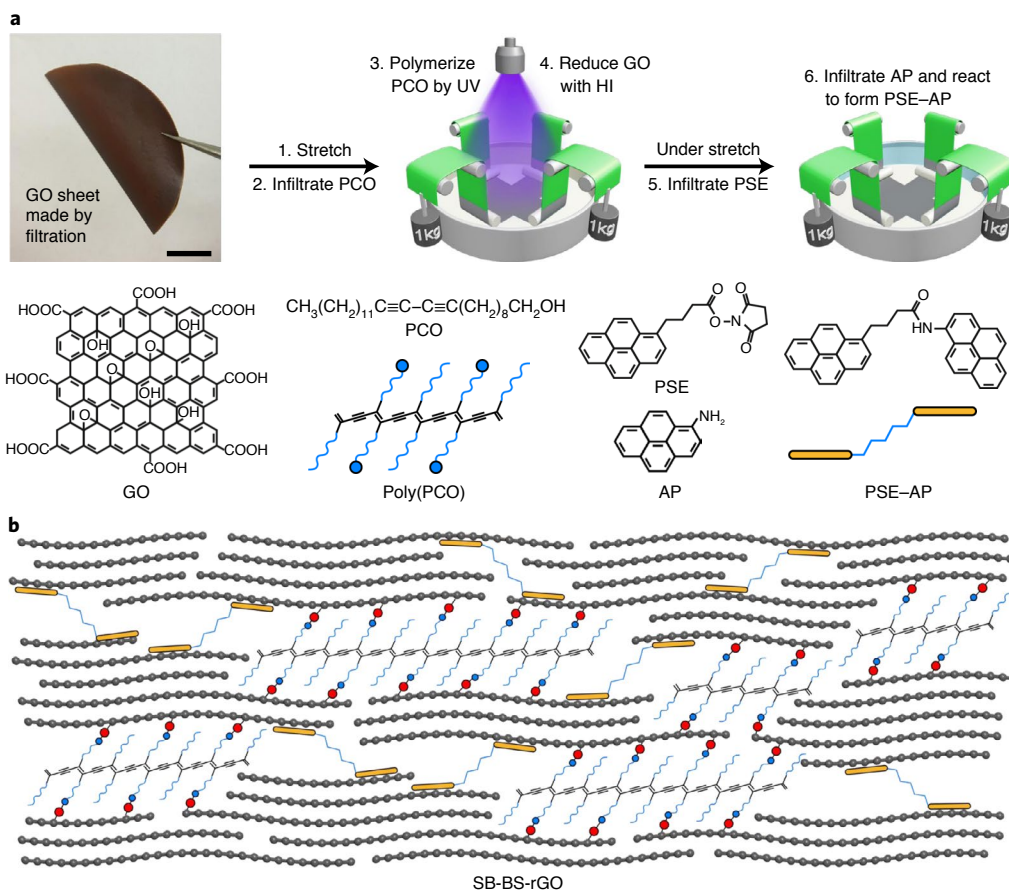 a
GO sheet
made by
filtration
1. Stretch
2. Infiltrate PCO
3. Polymerize
PCO by UV
4. Reduce GO
with HI
1kg
1kg
Under stretch
5. Infiltrate PSE
6. Infiltrate AP and react
to form PSE–AP
1kg
1kg
COOH
HOOC
COOH
OH
OH
O
HOOC
COOH
O
OH
OH
OH
O
HOOC
COOH
COOH
GO
CH₃(CH₂)₁₁C≡C–C≡C(CH₂)₈CH₂OH
PCO
Poly(PCO)
O
O
O
N
O
PSE
NH₂
AP
O
HN
PSE–AP
b
SB-BS-rGO